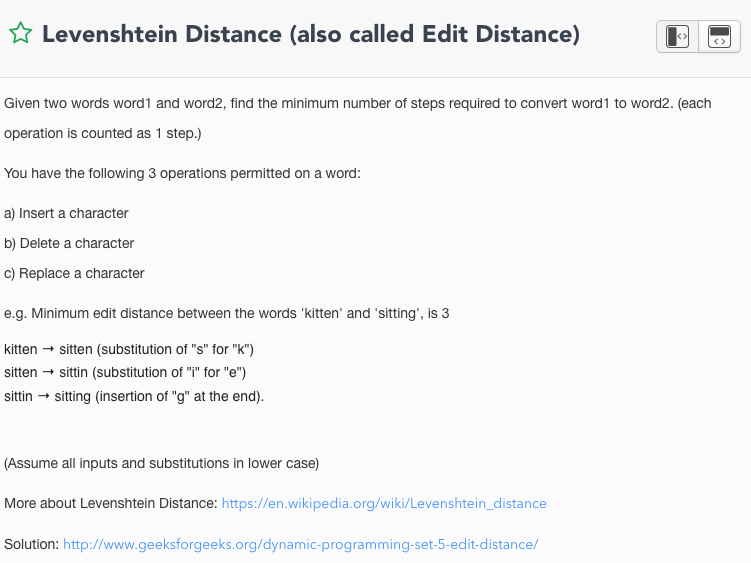 Levenshtein Distance (also called Edit Distance)
Given two words word1 and word2, find the minimum number of steps required to convert word1 to word2. (each
operation is counted as 1 step.)
You have the following 3 operations permitted on a word:
a) Insert a character
b) Delete a character
c) Replace a character
e.g. Minimum edit distance between the words 'kitten' and 'sitting', is 3
kitten → sitten (substitution of "s" for "k")
sitten → sittin (substitution of "i" for "e")
sittin → sitting (insertion of "g" at the end).
(Assume all inputs and substitutions in lower case)
More about Levenshtein Distance: https://en.wikipedia.org/wiki/Levenshtein_distance
Solution: http://www.geeksforgeeks.org/dynamic-programming-set-5-edit-distance/